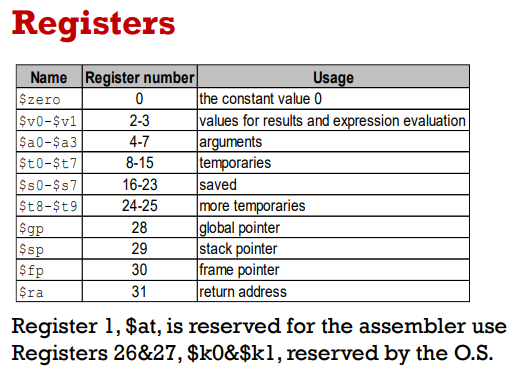 Registers
Name Register number Usage
$zero 0 the constant value 0
$v0-$v1 2-3 values for results and expression evaluation
$a0-$a3 4-7 arguments
$t0-$t7 8-15 temporaries
$s0-$s7 16-23 saved
$t8-$t9 24-25 more temporaries
$gp 28 global pointer
$sp 29 stack pointer
$fp 30 frame pointer
$ra 31 return address
Register 1, $at, is reserved for the assembler use
Registers 26&27, $k0&$k1, reserved by the O.S.